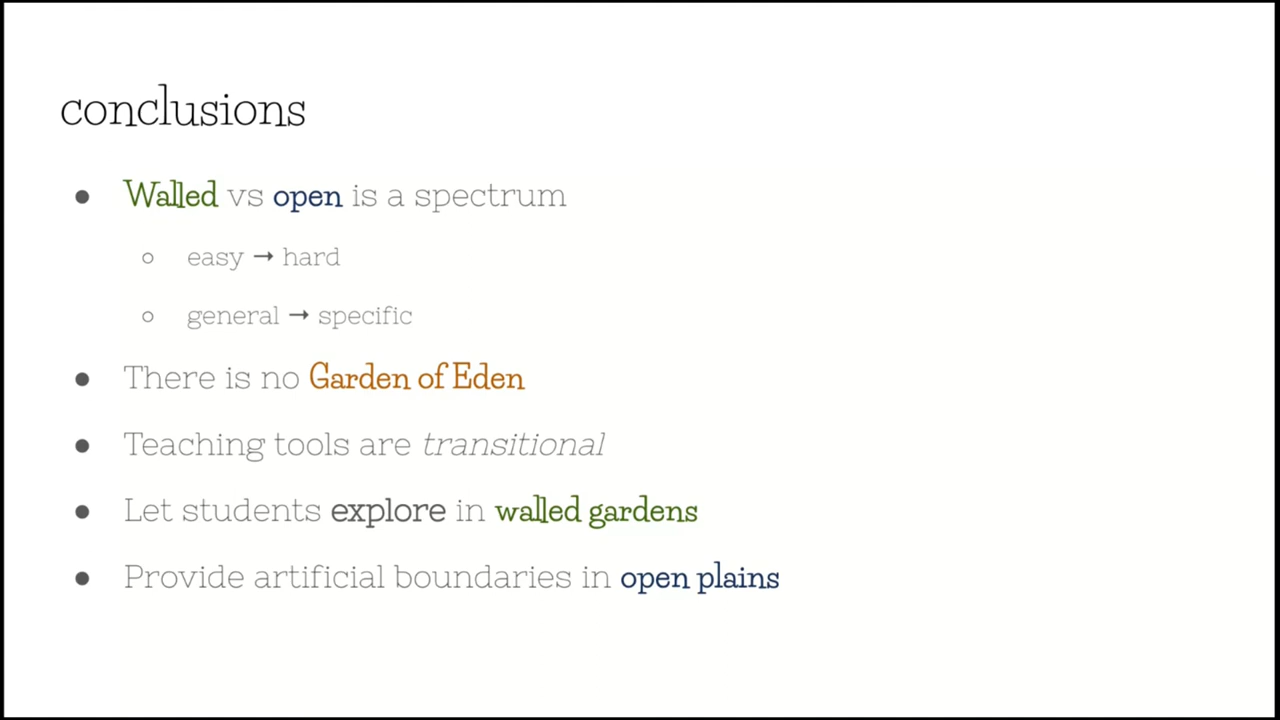 conclusions
● Walled vs open is a spectrum
○ easy → hard
○ general → specific
● There is no Garden of Eden
● Teaching tools are transitional
● Let students explore in walled gardens
● Provide artificial boundaries in open plains